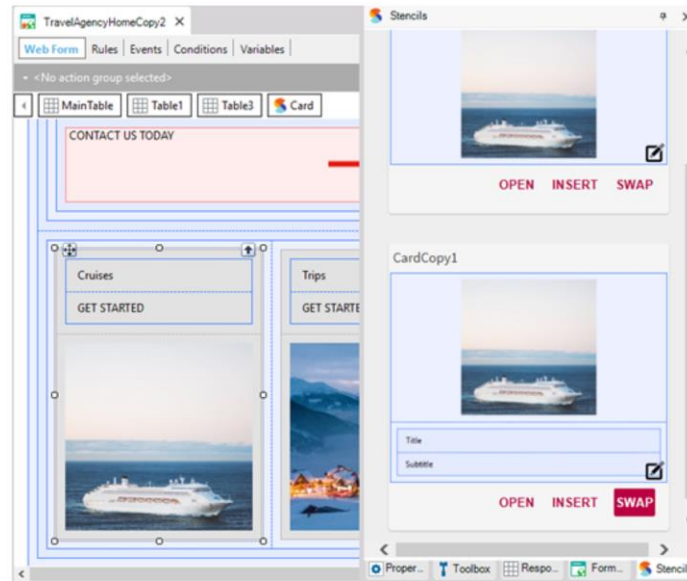 TravelAgencyHomeCopy2
Web Form Rules Events Conditions Variables
<No action group selected>
MainTable Table1 Table3 Card
CONTACT US TODAY
Cruises
GET STARTED
Trips
GET STARTE
Stencils
OPEN INSERT SWAP
CardCopy1
Title
Subtitle
OPEN INSERT SWAP
Proper... Toolbox Respo... Form... Stencil